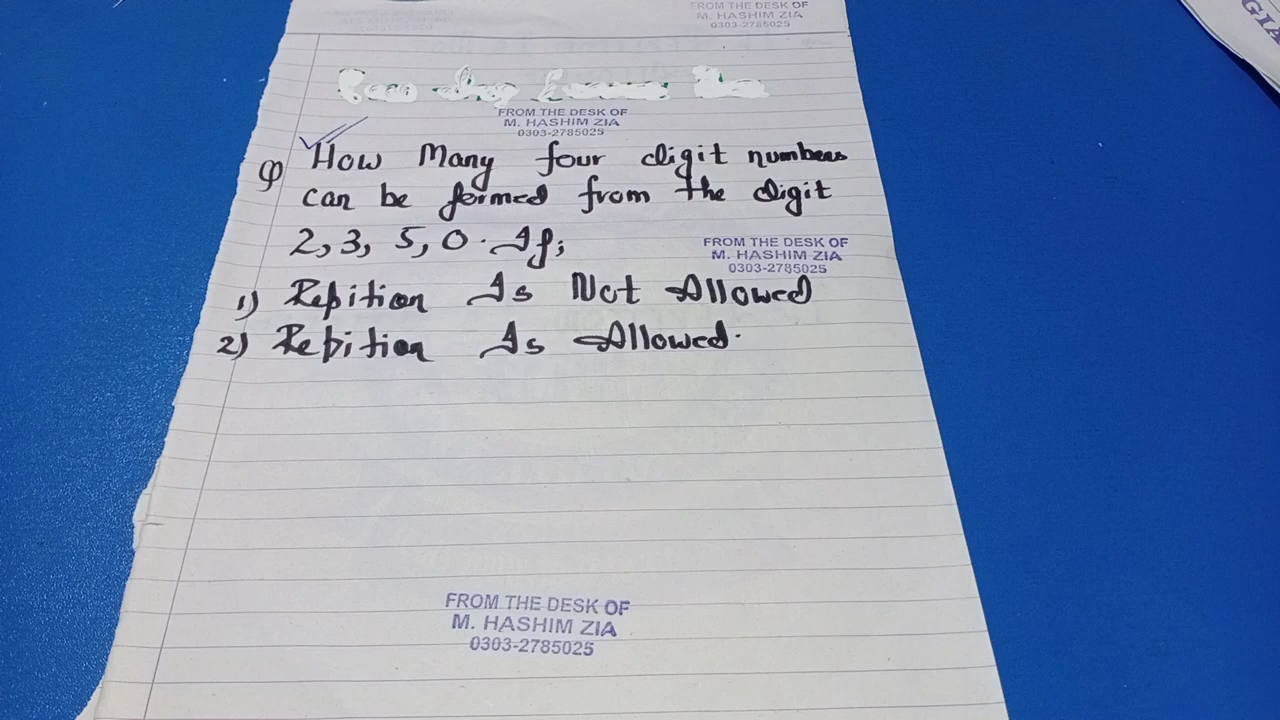 FROM THE DESK OF
M. HASHIM ZIA
0303-2785025
GIA
FROM THE DESK OF
M. HASHIM ZIA
0303-2785025
Q How Many four digit numbers
can be formed from the digit
2, 3, 5, 0. If;
FROM THE DESK OF
M. HASHIM ZIA
0303-2785025
1) Repition Is Not Allowed
2) Repition Is Allowed.
FROM THE DESK OF
M. HASHIM ZIA
0303-2785025